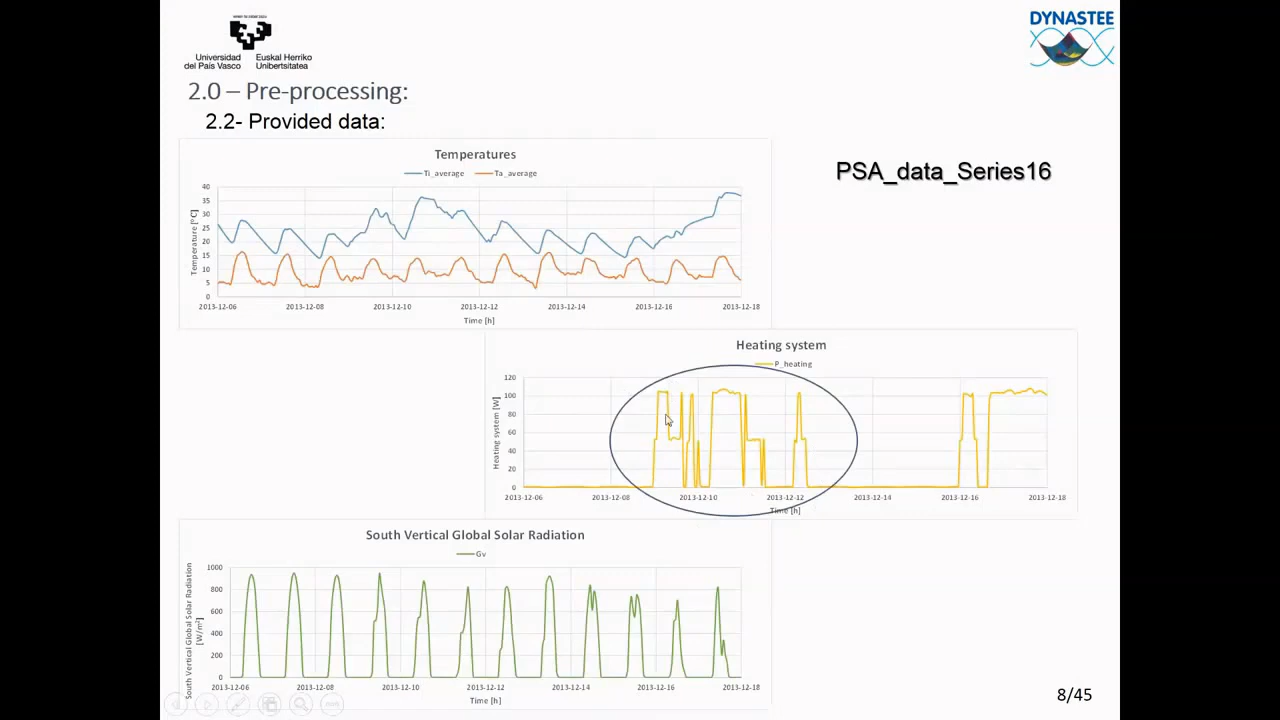 Universidad
del País Vasco
Euskal Herriko
Unibertsitatea
DYNASTEE
2.0 – Pre-processing:
2.2- Provided data:
PSA_data_Series16
Temperatures
Ti_average
Ta_average
Temperature [°C]
40
35
30
25
20
15
10
5
0
2013-12-06
2013-12-08
2013-12-10
2013-12-12
2013-12-14
2013-12-16
2013-12-18
Time [h]
Heating system
P_heating
Heating system [W]
120
100
80
60
40
20
0
2013-12-06
2013-12-08
2013-12-10
2013-12-12
2013-12-14
2013-12-16
2013-12-18
Time [h]
South Vertical Global Solar Radiation
Gv
South Vertical Global Solar Radiation
[W/m²]
1000
800
600
400
200
0
2013-12-06
2013-12-08
2013-12-10
2013-12-12
2013-12-14
2013-12-16
2013-12-18
Time [h]
8/45